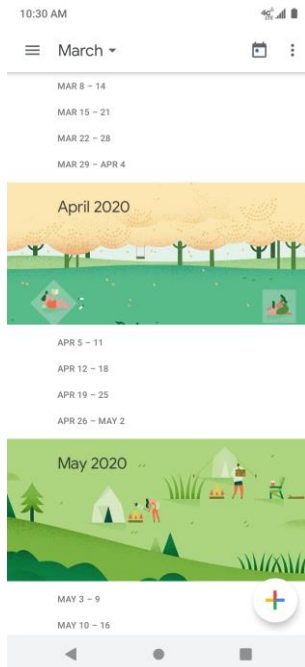 10:30 AM
March
MAR 8 – 14
MAR 15 – 21
MAR 22 – 28
MAR 29 – APR 4
April 2020
APR 5 – 11
APR 12 – 18
APR 19 – 25
APR 26 – MAY 2
May 2020
MAY 3 – 9
MAY 10 – 16